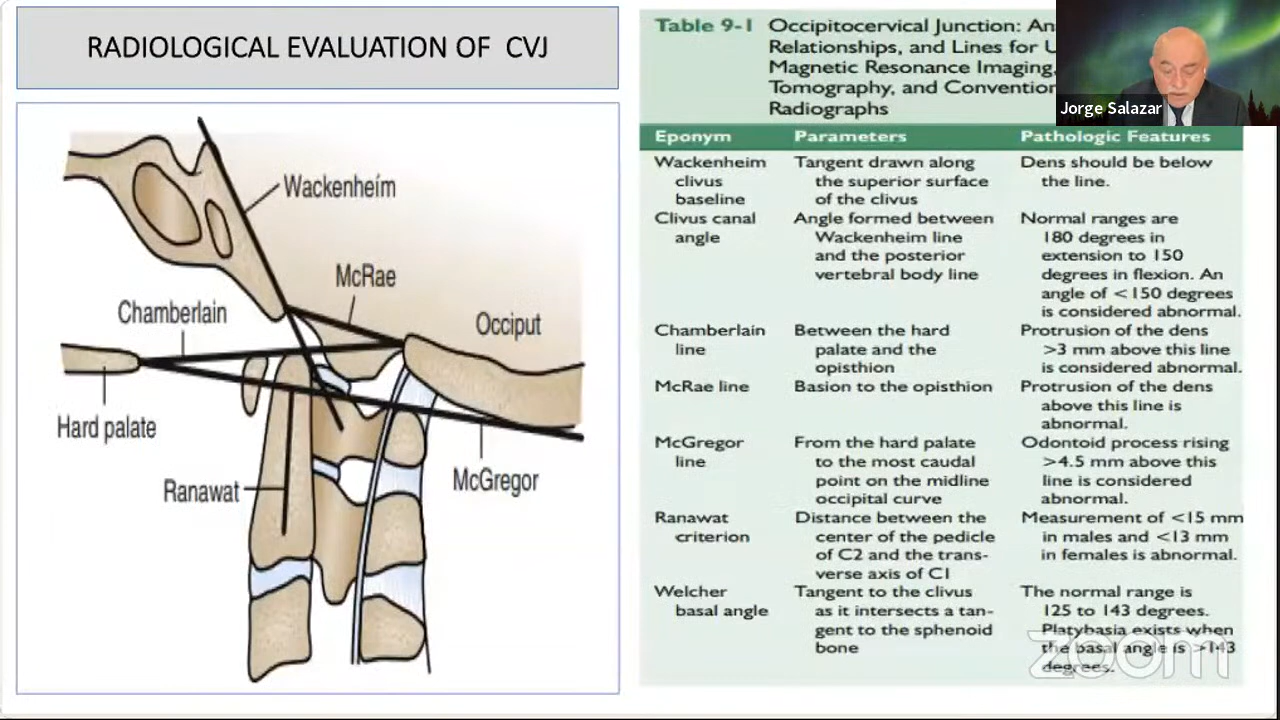 RADIOLOGICAL EVALUATION OF CVJ
Wackenheim
McRae
Chamberlain
Occiput
Hard palate
Ranawat
McGregor
Table 9-1 Occipitocervical Junction:
Relationships, and Lines for
Magnetic Resonance Imaging,
Tomography, and
Radiographs
Jorge Salazar
Eponym Parameters Pathologic Features
Wackenheim clivus baseline
Tangent drawn along
the superior surface
of the clivus
Dens should be below
the line.
Clivus canal
angle
Angle formed between
Wackenheim line
and the posterior
vertebral body line
Normal ranges are
180 degrees in
extension to 150
degrees in flexion. An
angle of <150 degrees
is considered abnormal.
Chamberlain
line
Between the hard
palate and the
opisthion
Protrusion of the dens
>3 mm above this line
is considered abnormal.
McRae line
Basion to the opisthion
Protrusion of the dens
above this line is
abnormal.
McGregor
line
From the hard palate
to the most caudal
point on the midline
occipital curve
Odontoid process rising
>4.5 mm above this
line is considered
abnormal.
Ranawat
criterion
Distance between the
center of the pedicle
of C2 and the trans-
verse axis of C1
Measurement of <15 mm
in males and <13 mm
in females is abnormal.
Welcher
basal angle
Tangent to the clivus
as it intersects a tan-
gent to the sphenoid
bone
The normal range is
125 to 143 degrees.
Platybasia exists when
the basal angle is >143
degrees.
zoom